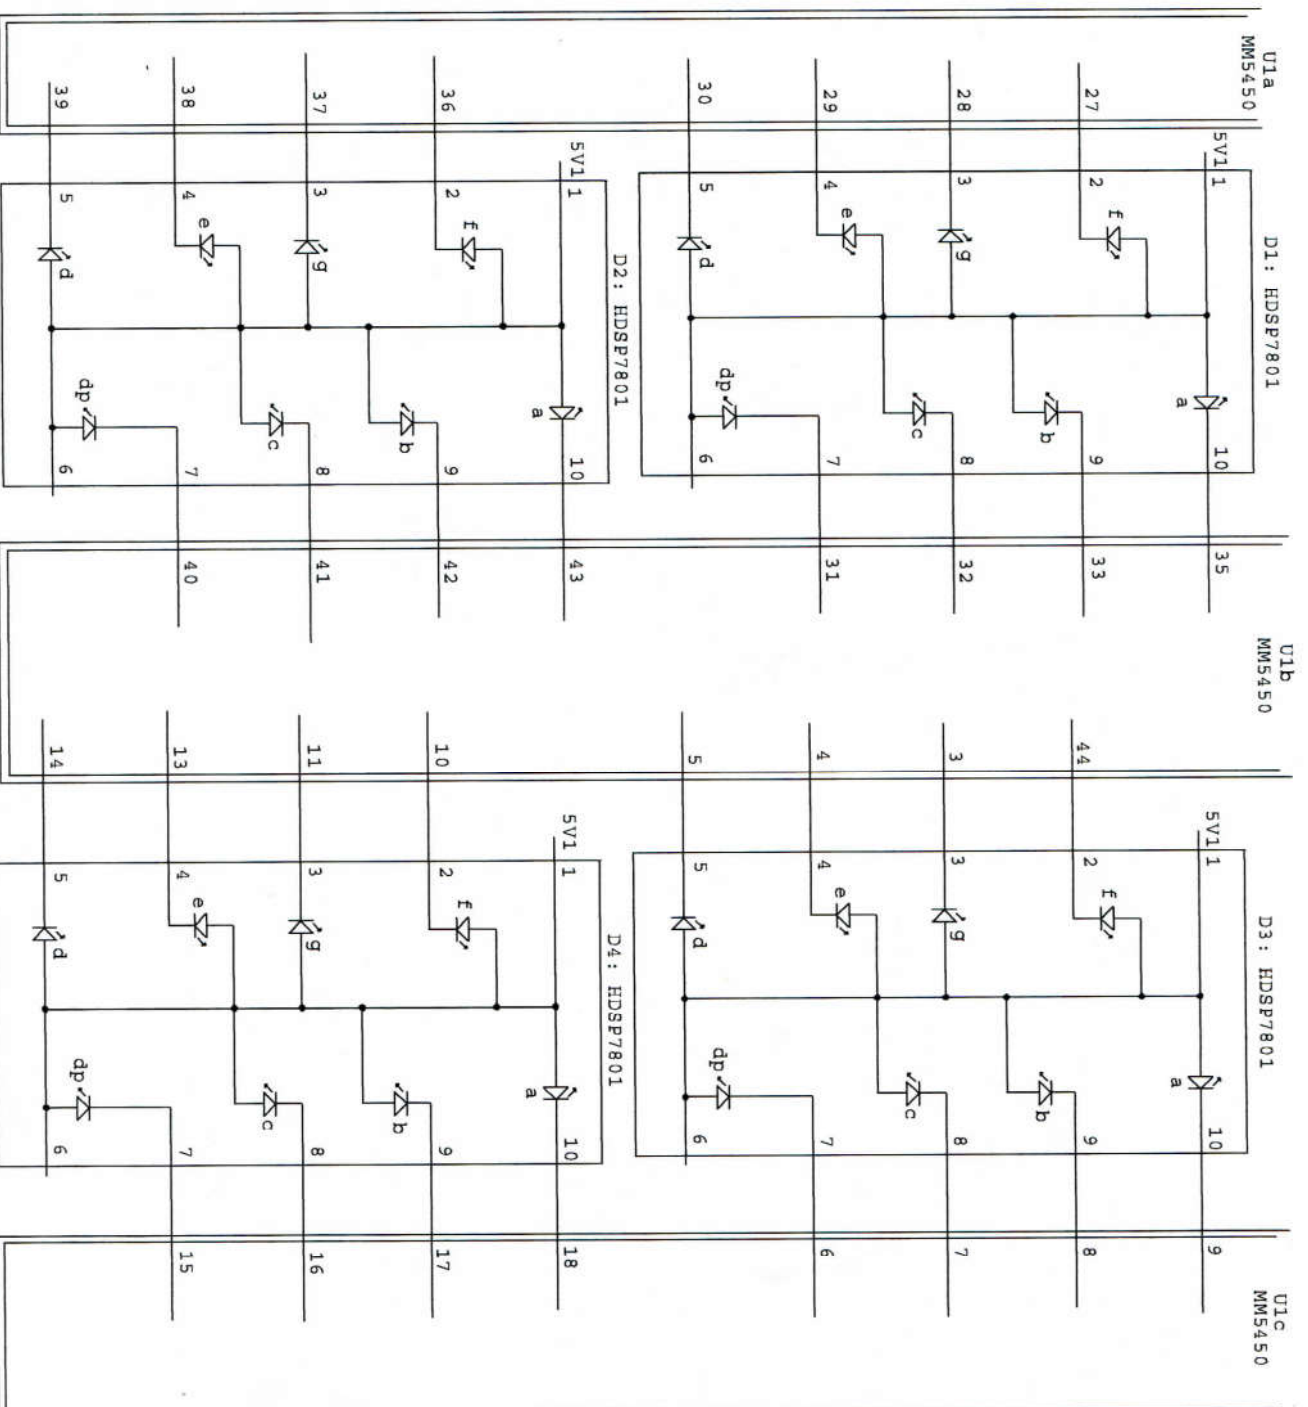 U1a
MM5450
27
28
29
30
36
37
38
39
D1: HDSP7801
5V1
1
2
3
4
5
f
g
e
d
a
b
c
dp
10
9
8
7
6
D2: HDSP7801
5V1
1
2
3
4
5
f
g
e
d
a
b
c
dp
10
9
8
7
6
U1b
MM5450
35
33
32
31
43
42
41
40
44
3
4
5
10
11
13
14
D3: HDSP7801
5V1
1
2
3
4
5
f
g
e
d
a
b
c
dp
10
9
8
7
6
D4: HDSP7801
5V1
1
2
3
4
5
f
g
e
d
a
b
c
dp
10
9
8
7
6
U1c
MM5450
9
8
7
6
18
17
16
15